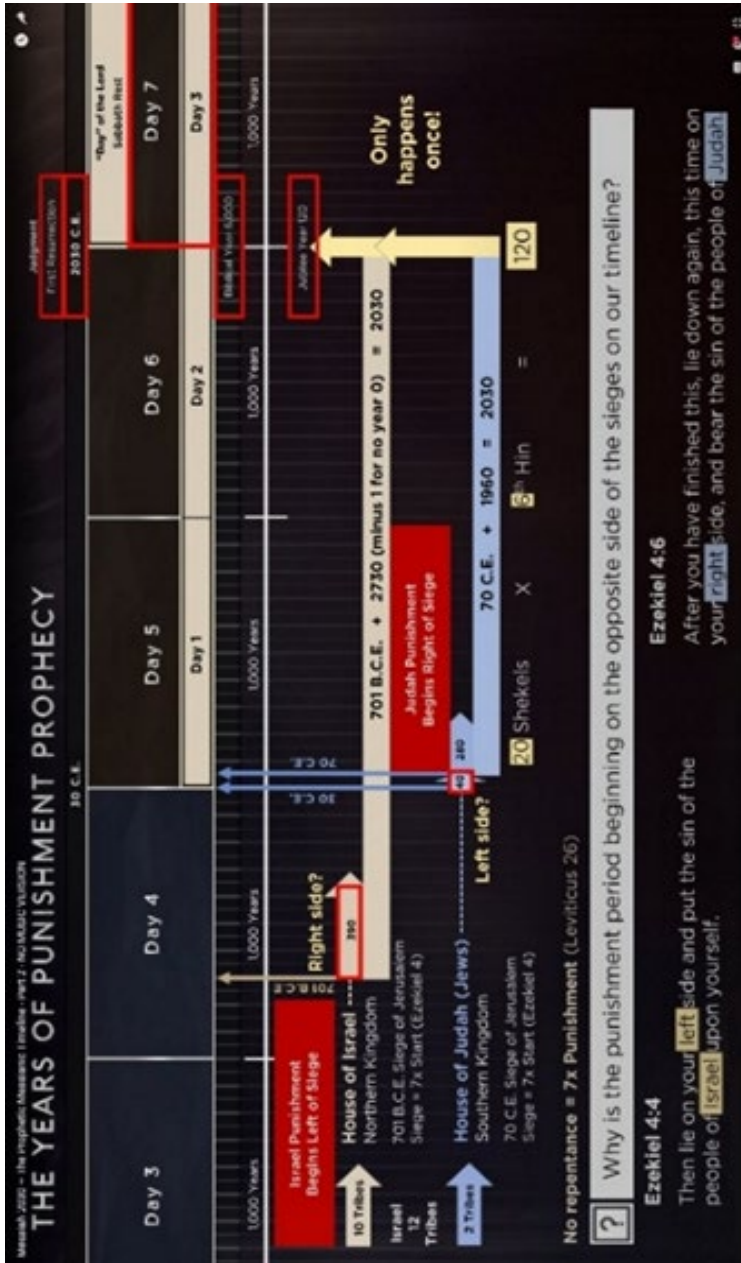 Messiah 2030 – The Prophetic Messianic Timeline - Part 2 - NO MUSIC VERSION
THE YEARS OF PUNISHMENT PROPHECY
Judgment
First Resurrection
30 C.E.
2030 C.E.
"Day" of the Lord
Sabbath Rest
Day 3
Day 4
Day 5
Day 6
Day 7
Day 1
Day 2
Day 3
Biblical Year 6,000
1,000 Years
1,000 Years
1,000 Years
1,000 Years
1,000 Years
Jubilee Year 120
Israel Punishment
Begins Left of Siege
701 B.C.E
30 C.E.
70 C.E.
Right side?
Only
happens
once!
10 Tribes
House of Israel
Northern Kingdom
390
701 B.C.E. + 2730 (minus 1 for no year 0) = 2030
701 B.C.E. Siege of Jerusalem
Siege = 7x Start (Ezekiel 4)
Israel
12
Tribes
Judah Punishment
Begins Right of Siege
2 Tribes
House of Judah (Jews)
Southern Kingdom
40
280
70 C.E. + 1960 = 2030
Left side?
70 C.E. Siege of Jerusalem
Siege = 7x Start (Ezekiel 4)
20 Shekels X 6th Hin = 120
No repentance = 7x Punishment (Leviticus 26)
? Why is the punishment period beginning on the opposite side of the sieges on our timeline?
Ezekiel 4:4
Then lie on your left side and put the sin of the
people of Israel upon yourself.
Ezekiel 4:6
After you have finished this, lie down again, this time on
your right side, and bear the sin of the people of Judah